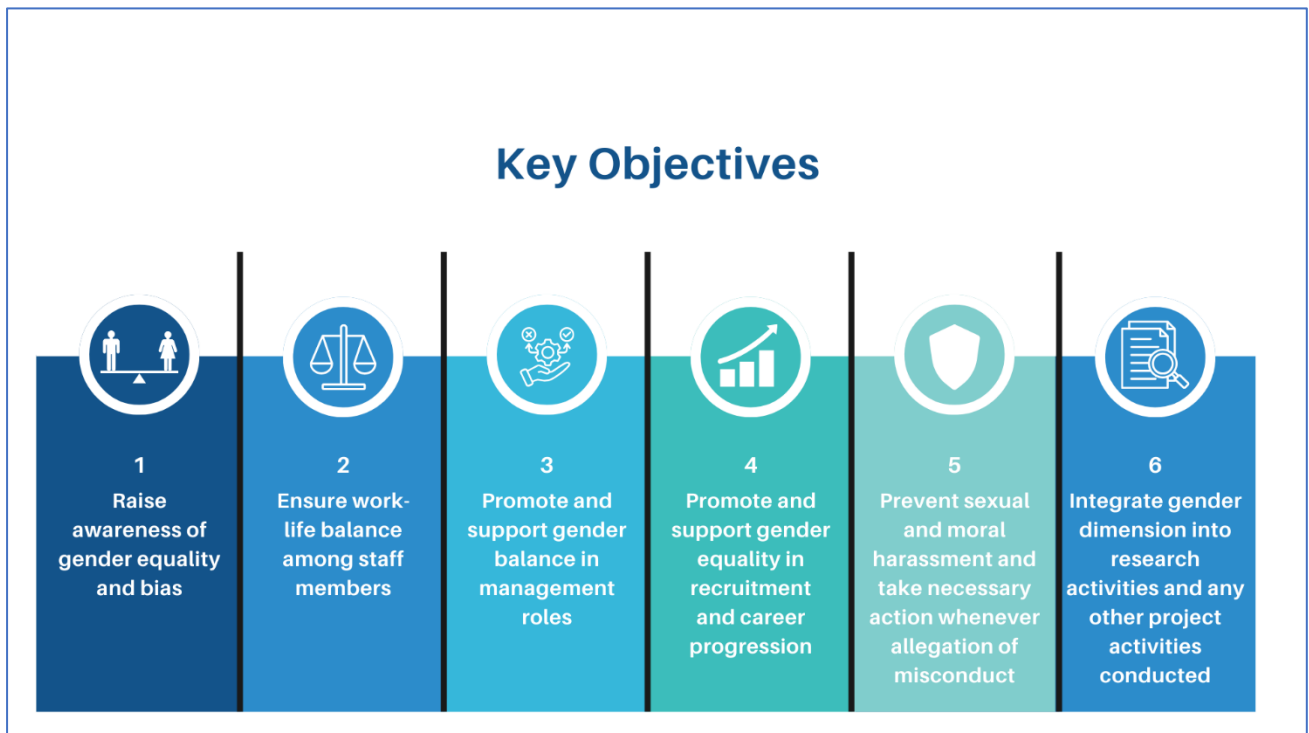 Key Objectives
1
Raise
awareness of
gender equality
and bias
2
Ensure work-
life balance
among staff
members
3
Promote and
support gender
balance in
management
roles
4
Promote and
support gender
equality in
recruitment
and career
progression
5
Prevent sexual
and moral
harassment and
take necessary
action whenever
allegation of
misconduct
6
Integrate gender
dimension into
research
activities and any
other project
activities
conducted